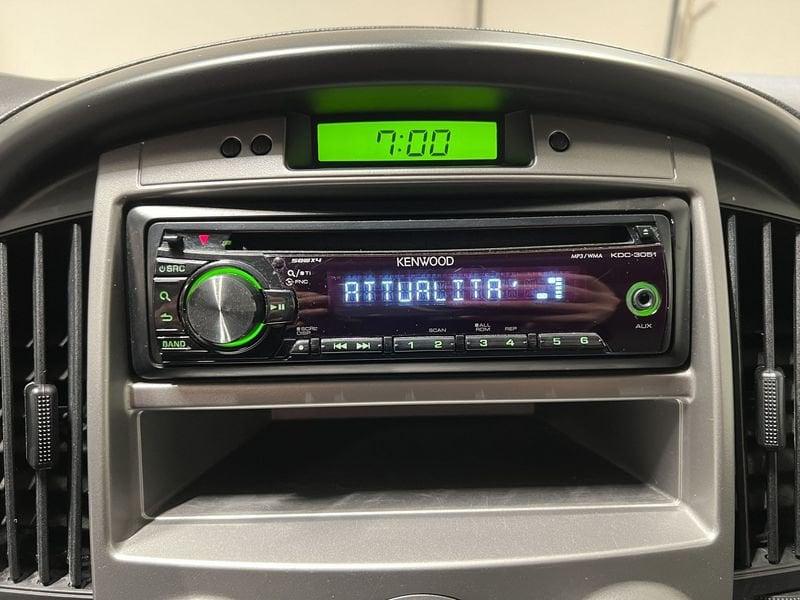 7:00
KENWOOD
MP3/WMA KDC-3051
SRC
ATTUALITA'
AUX
BAND
SCAN
ALL
RDM REP
1 2 3 4 5 6